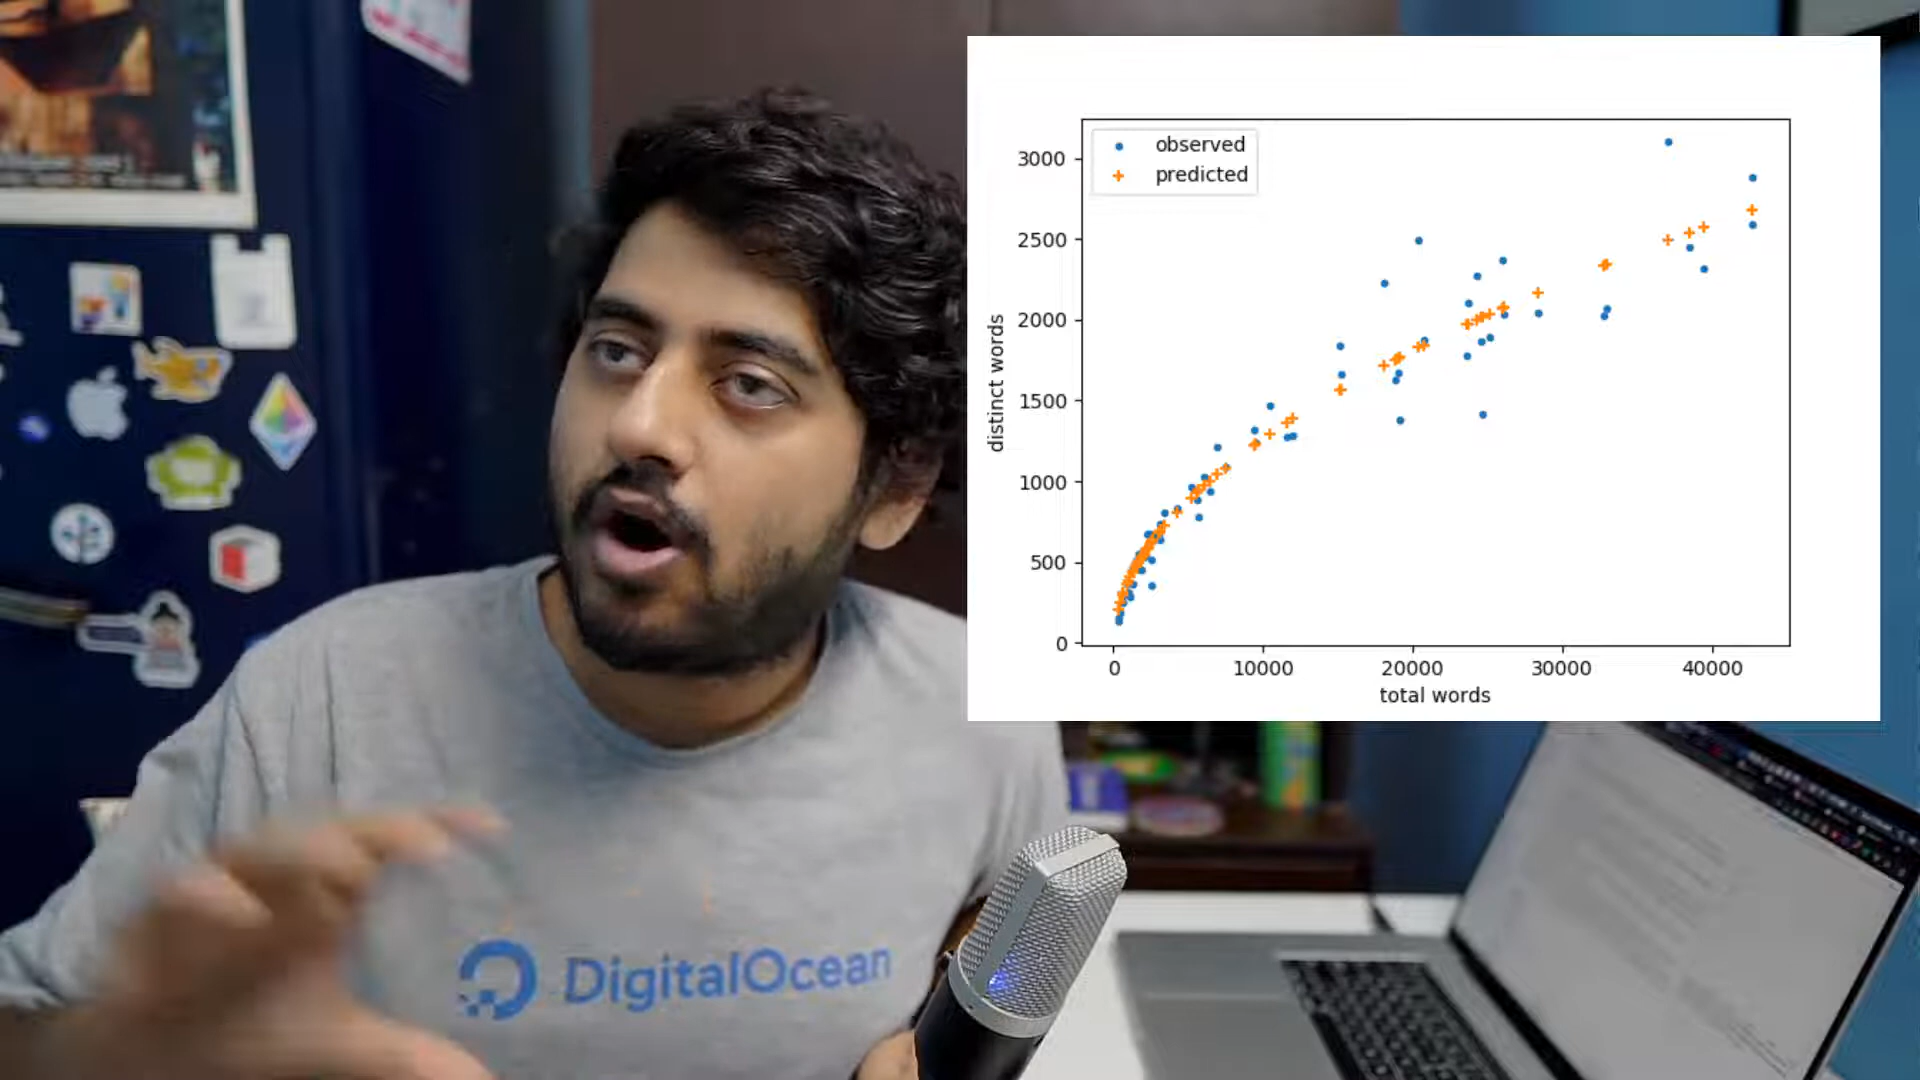 observed
predicted
3000
2500
2000
1500
1000
500
0
distinct words
0 10000 20000 30000 40000
total words
DigitalOcean